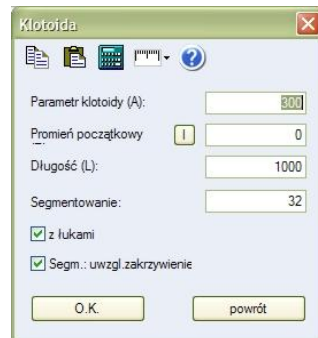 Klotoida
Parametr klotoidy (A): 300
Promień początkowy I 0
Długość (L): 1000
Segmentowanie: 32
z łukami
Segm.: uwzgl.zakrzywienie
O.K. powrót